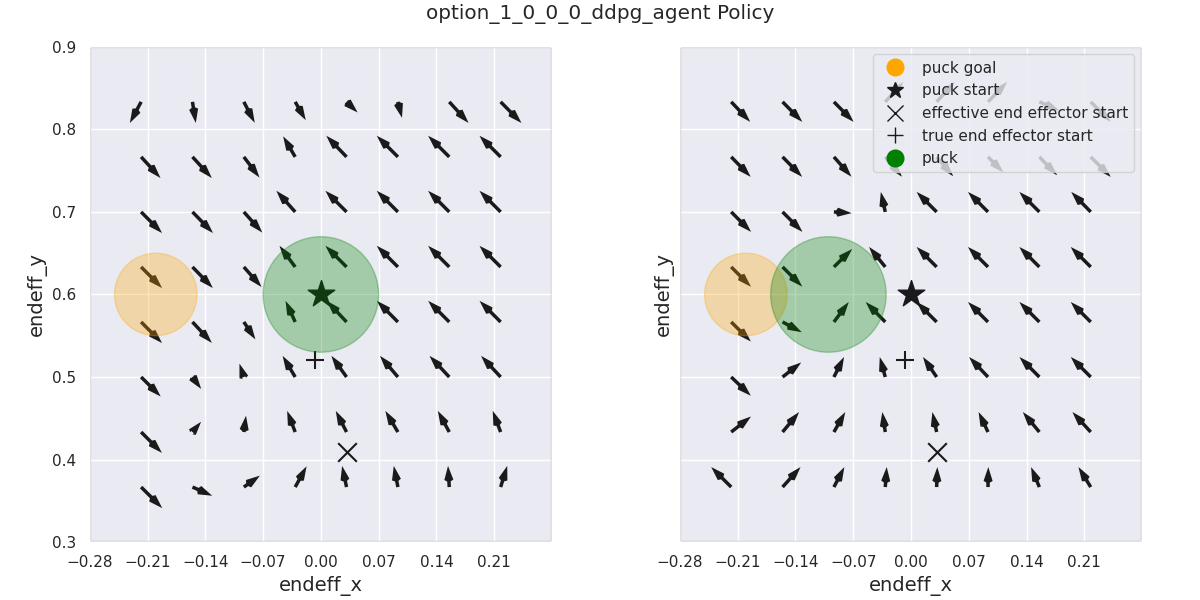 option_1_0_0_0_ddpg_agent Policy
endeff_y
0.9
0.8
0.7
0.6
0.5
0.4
0.3
−0.28 −0.21 −0.14 −0.07 0.00 0.07 0.14 0.21
endeff_x
endeff_y
puck goal
puck start
effective end effector start
true end effector start
puck
−0.28 −0.21 −0.14 −0.07 0.00 0.07 0.14 0.21
endeff_x